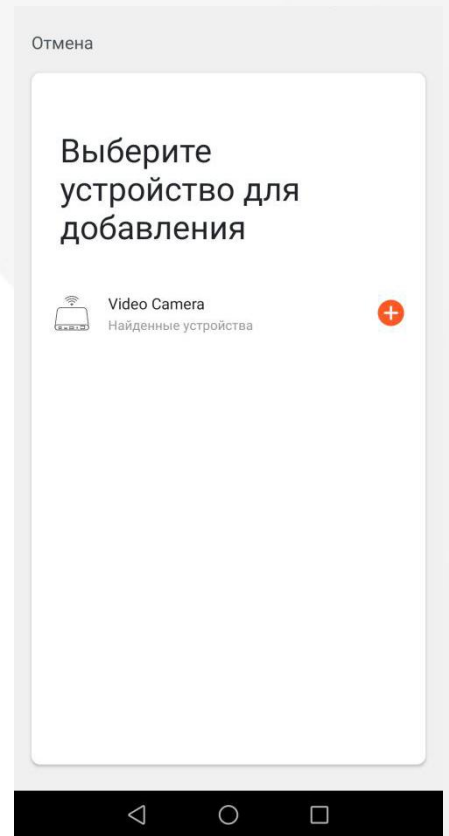 Отмена
Выберите
устройство для
добавления
Video Camera
Найденные устройства